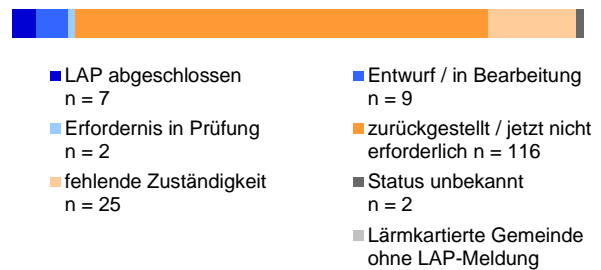 LAP abgeschlossen
n = 7
Entwurf / in Bearbeitung
n = 9
Erfordernis in Prüfung
n = 2
zurückgestellt / jetzt nicht
erforderlich n = 116
fehlende Zuständigkeit
n = 25
Status unbekannt
n = 2
Lärmkartierte Gemeinde
ohne LAP-Meldung